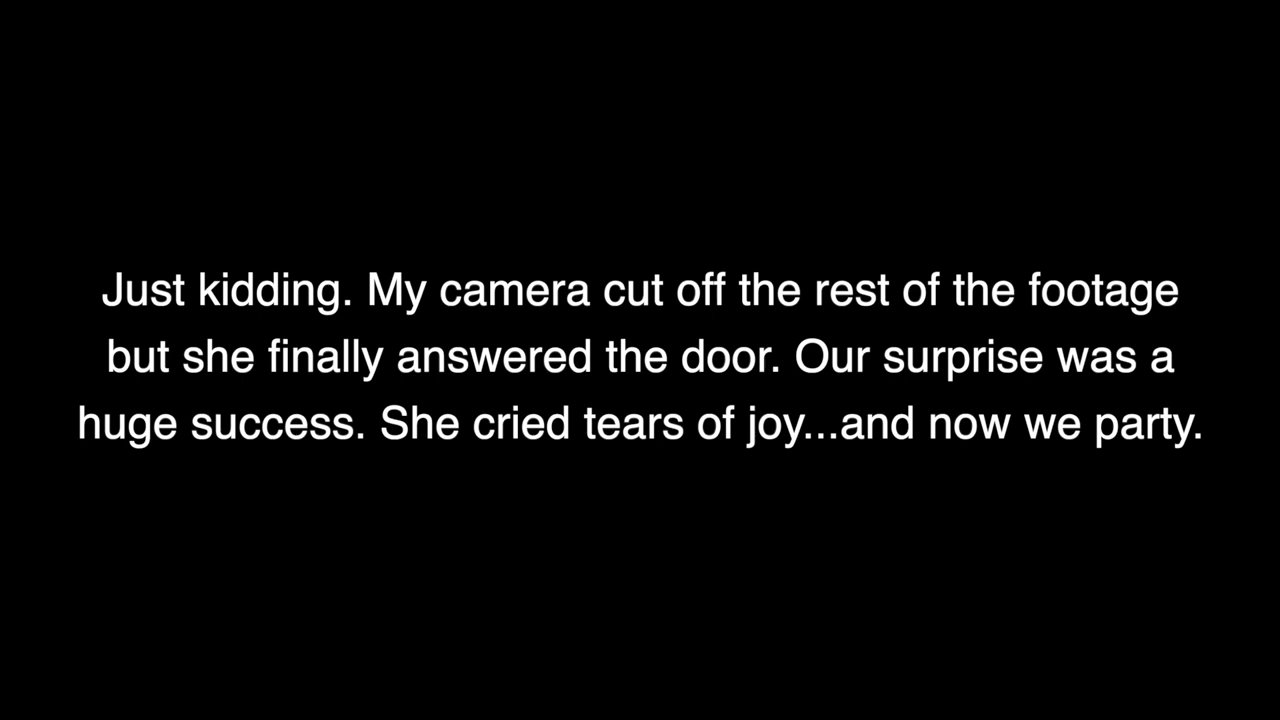 Just kidding. My camera cut off the rest of the footage
but she finally answered the door. Our surprise was a
huge success. She cried tears of joy...and now we party.